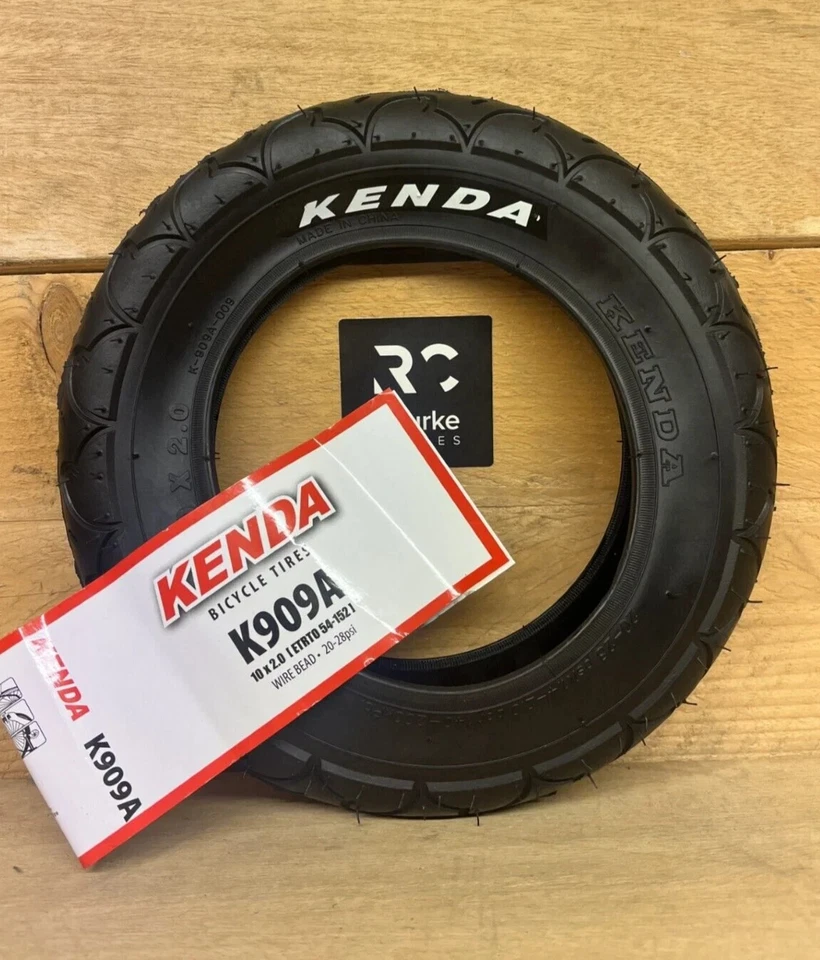 KENDA
MADE IN CHINA
K-909A-009
X 2.0
KENDA
RC
urke
ES
KENDA
BICYCLE TIRES
K909A
10 x 2.0 [ETRTO 54-152]
WIRE BEAD • 20-28psi
KENDA
K909A